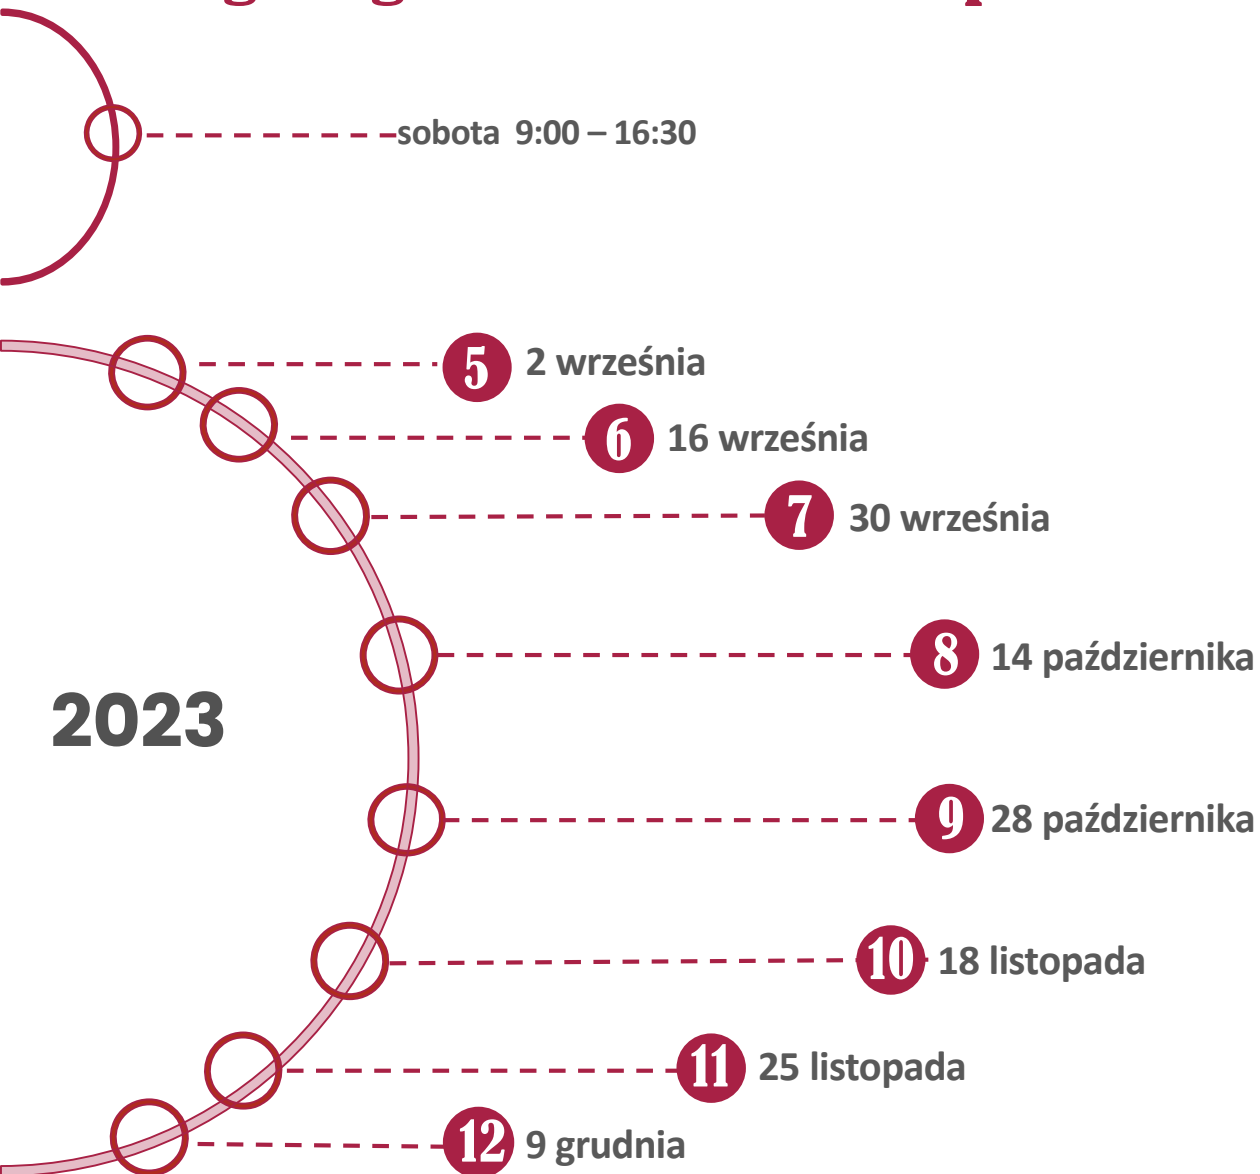 sobota 9:00 – 16:30
5 2 września
6 16 września
7 30 września
8 14 października
2023
9 28 października
10 18 listopada
11 25 listopada
12 9 grudnia